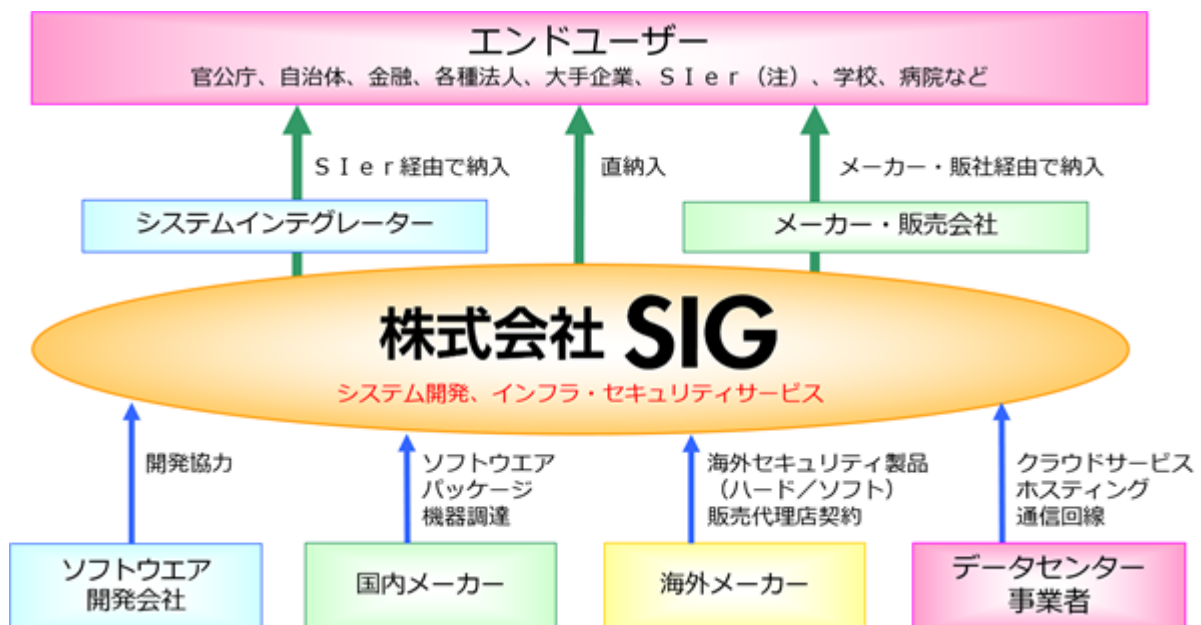 エンドユーザー
官公庁、自治体、金融、各種法人、大手企業、ＳＩｅｒ（注）、学校、病院など
ＳＩｅｒ経由で納入
直納入
メーカー・販社経由で納入
システムインテグレーター
メーカー・販売会社
株式会社 SIG
システム開発、インフラ・セキュリティサービス
開発協力
ソフトウエア
パッケージ
機器調達
海外セキュリティ製品
（ハード／ソフト）
販売代理店契約
クラウドサービス
ホスティング
通信回線
ソフトウエア
開発会社
国内メーカー
海外メーカー
データセンター
事業者